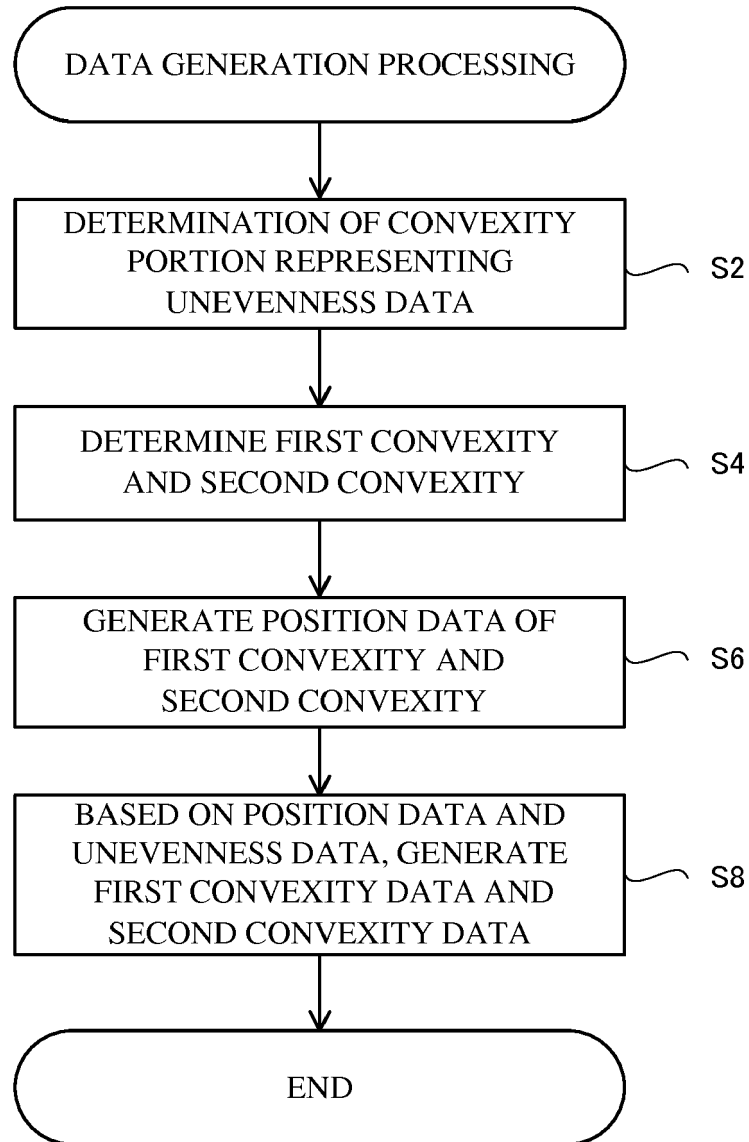 DATA GENERATION PROCESSING
DETERMINATION OF CONVEXITY
PORTION REPRESENTING
UNEVENNESS DATA
S2
DETERMINE FIRST CONVEXITY
AND SECOND CONVEXITY
S4
GENERATE POSITION DATA OF
FIRST CONVEXITY AND
SECOND CONVEXITY
S6
BASED ON POSITION DATA AND
UNEVENNESS DATA, GENERATE
FIRST CONVEXITY DATA AND
SECOND CONVEXITY DATA
S8
END